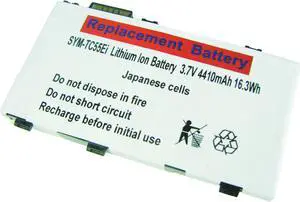 Replacement Battery
SYM-TC55Ei Lithium Ion Battery 3.7V 4410mAh 16.3Wh
Japanese cells
Do not dispose in fire
Do not short circuit
Recharge before initial use